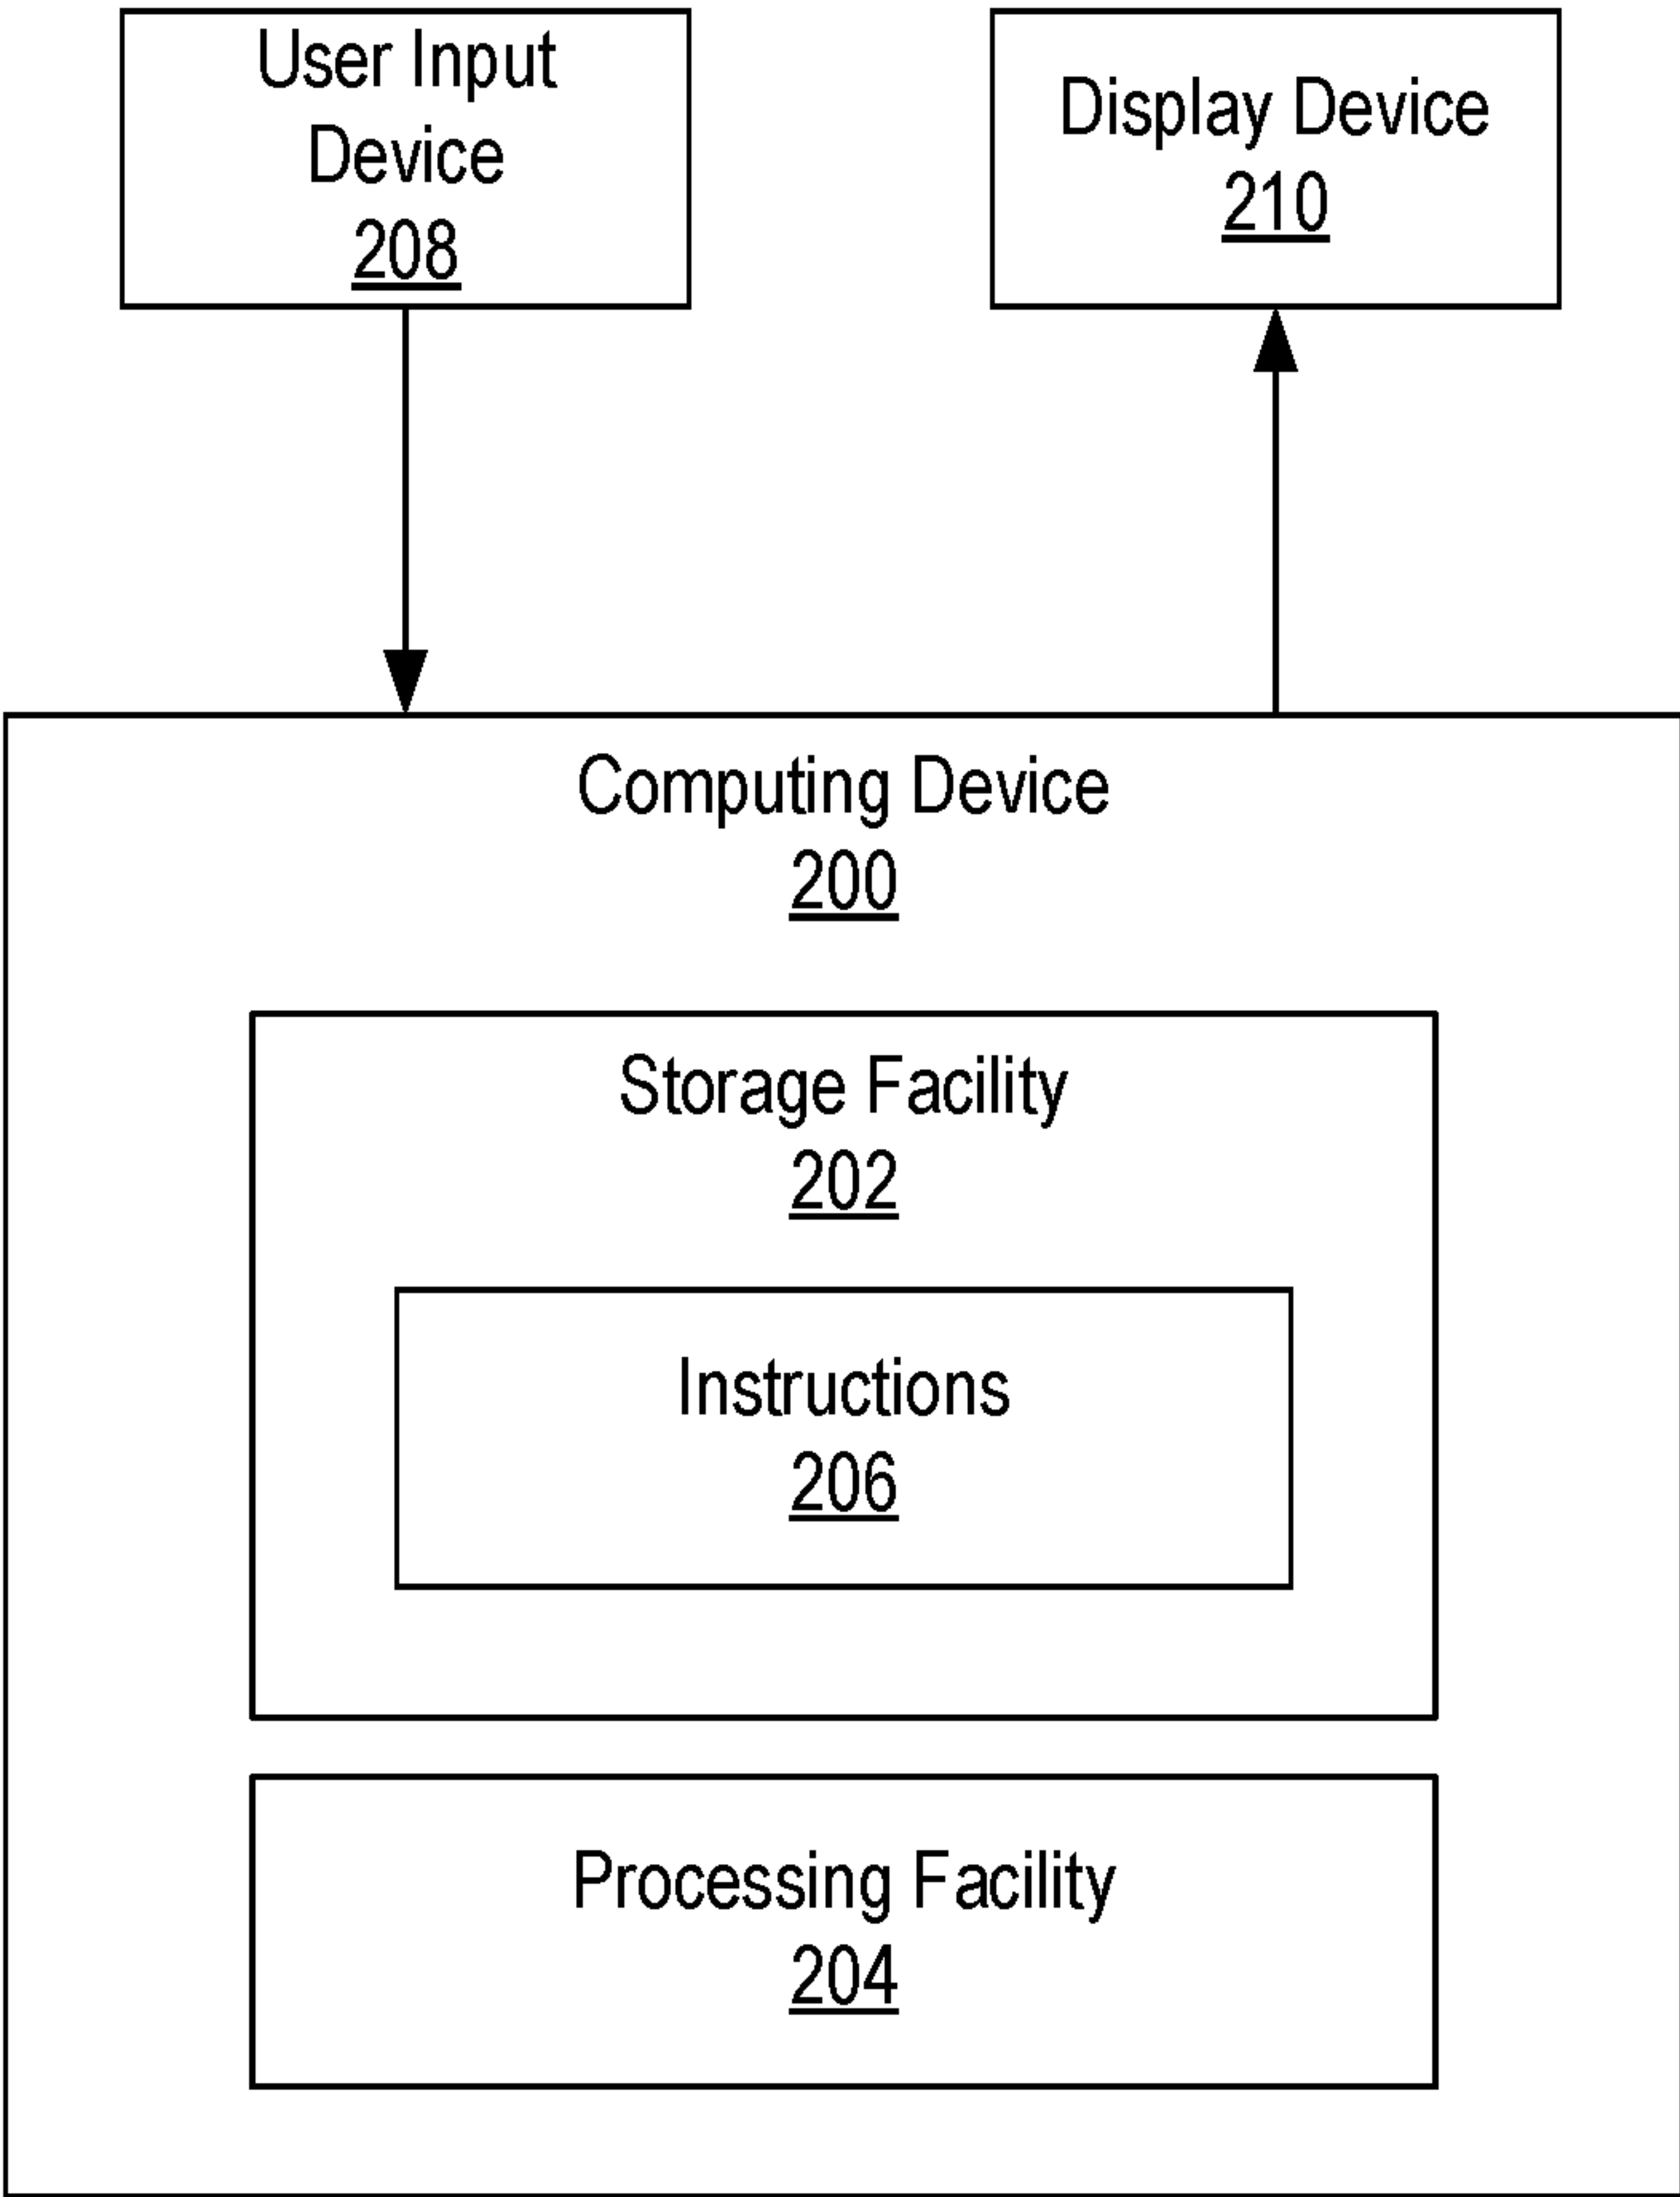 User Input
Device
208
Display Device
210
Computing Device
200
Storage Facility
202
Instructions
206
Processing Facility
204